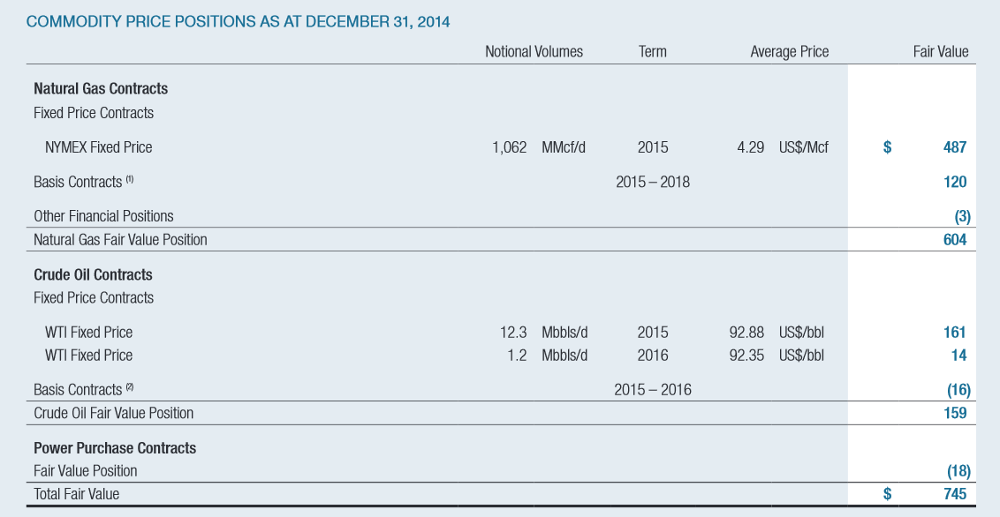 COMMODITY PRICE POSITIONS AS AT DECEMBER 31, 2014
Notional Volumes Term Average Price Fair Value
Natural Gas Contracts
Fixed Price Contracts
NYMEX Fixed Price 1,062 MMcf/d 2015 4.29 US$/Mcf $ 487
Basis Contracts (1) 2015 – 2018 120
Other Financial Positions (3)
Natural Gas Fair Value Position 604
Crude Oil Contracts
Fixed Price Contracts
WTI Fixed Price 12.3 Mbbls/d 2015 92.88 US$/bbl 161
WTI Fixed Price 1.2 Mbbls/d 2016 92.35 US$/bbl 14
Basis Contracts (2) 2015 – 2016 (16)
Crude Oil Fair Value Position 159
Power Purchase Contracts
Fair Value Position (18)
Total Fair Value $ 745